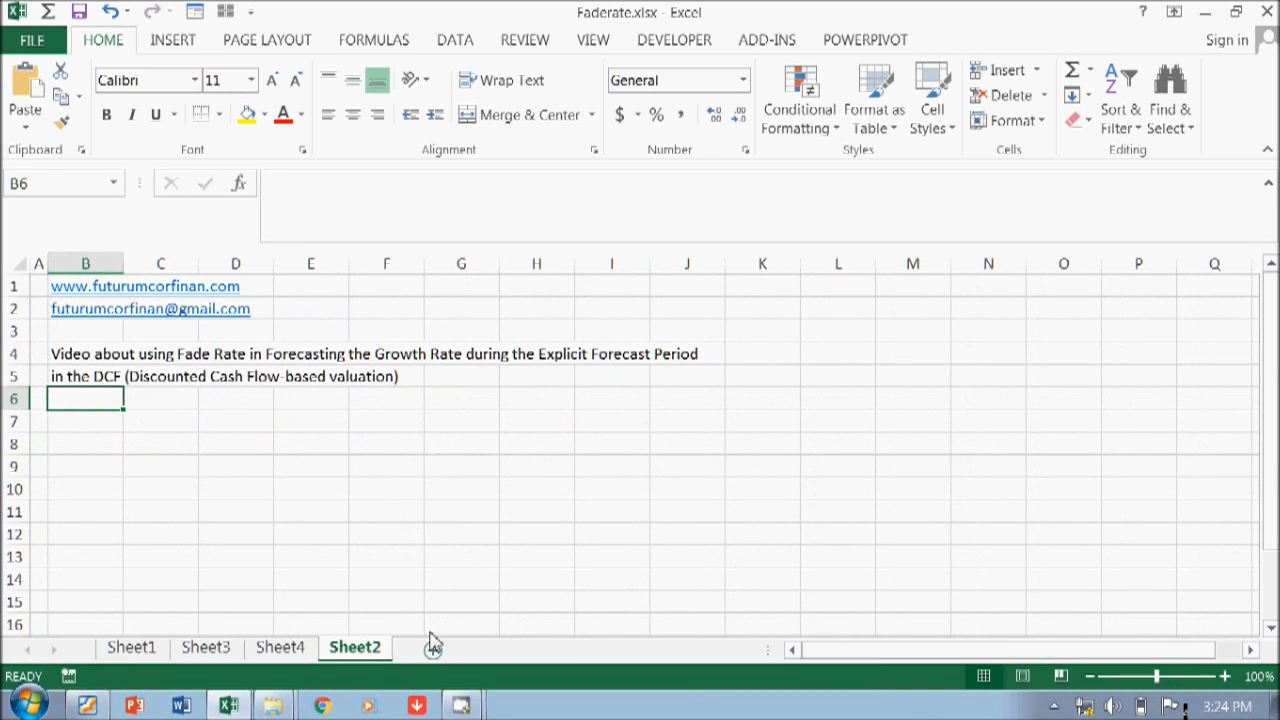 Faderate.xlsx - Excel
FILE HOME INSERT PAGE LAYOUT FORMULAS DATA REVIEW VIEW DEVELOPER ADD-INS POWERPIVOT Sign in
Calibri 11 Wrap Text General Insert
Paste Conditional Format as Cell Delete Sort & Find &
B I U A Merge & Center $ % Formatting Table Styles Format Filter Select
Clipboard Font Alignment Number Styles Cells Editing
B6 fx
A B C D E F G H I J K L M N O P Q
1 www.futurumcorfinan.com
2 futurumcorfinan@gmail.com
3
4 Video about using Fade Rate in Forecasting the Growth Rate during the Explicit Forecast Period
5 in the DCF (Discounted Cash Flow-based valuation)
6
7
8
9
10
11
12
13
14
15
16
Sheet1 Sheet3 Sheet4 Sheet2
READY 100%
3:24 PM